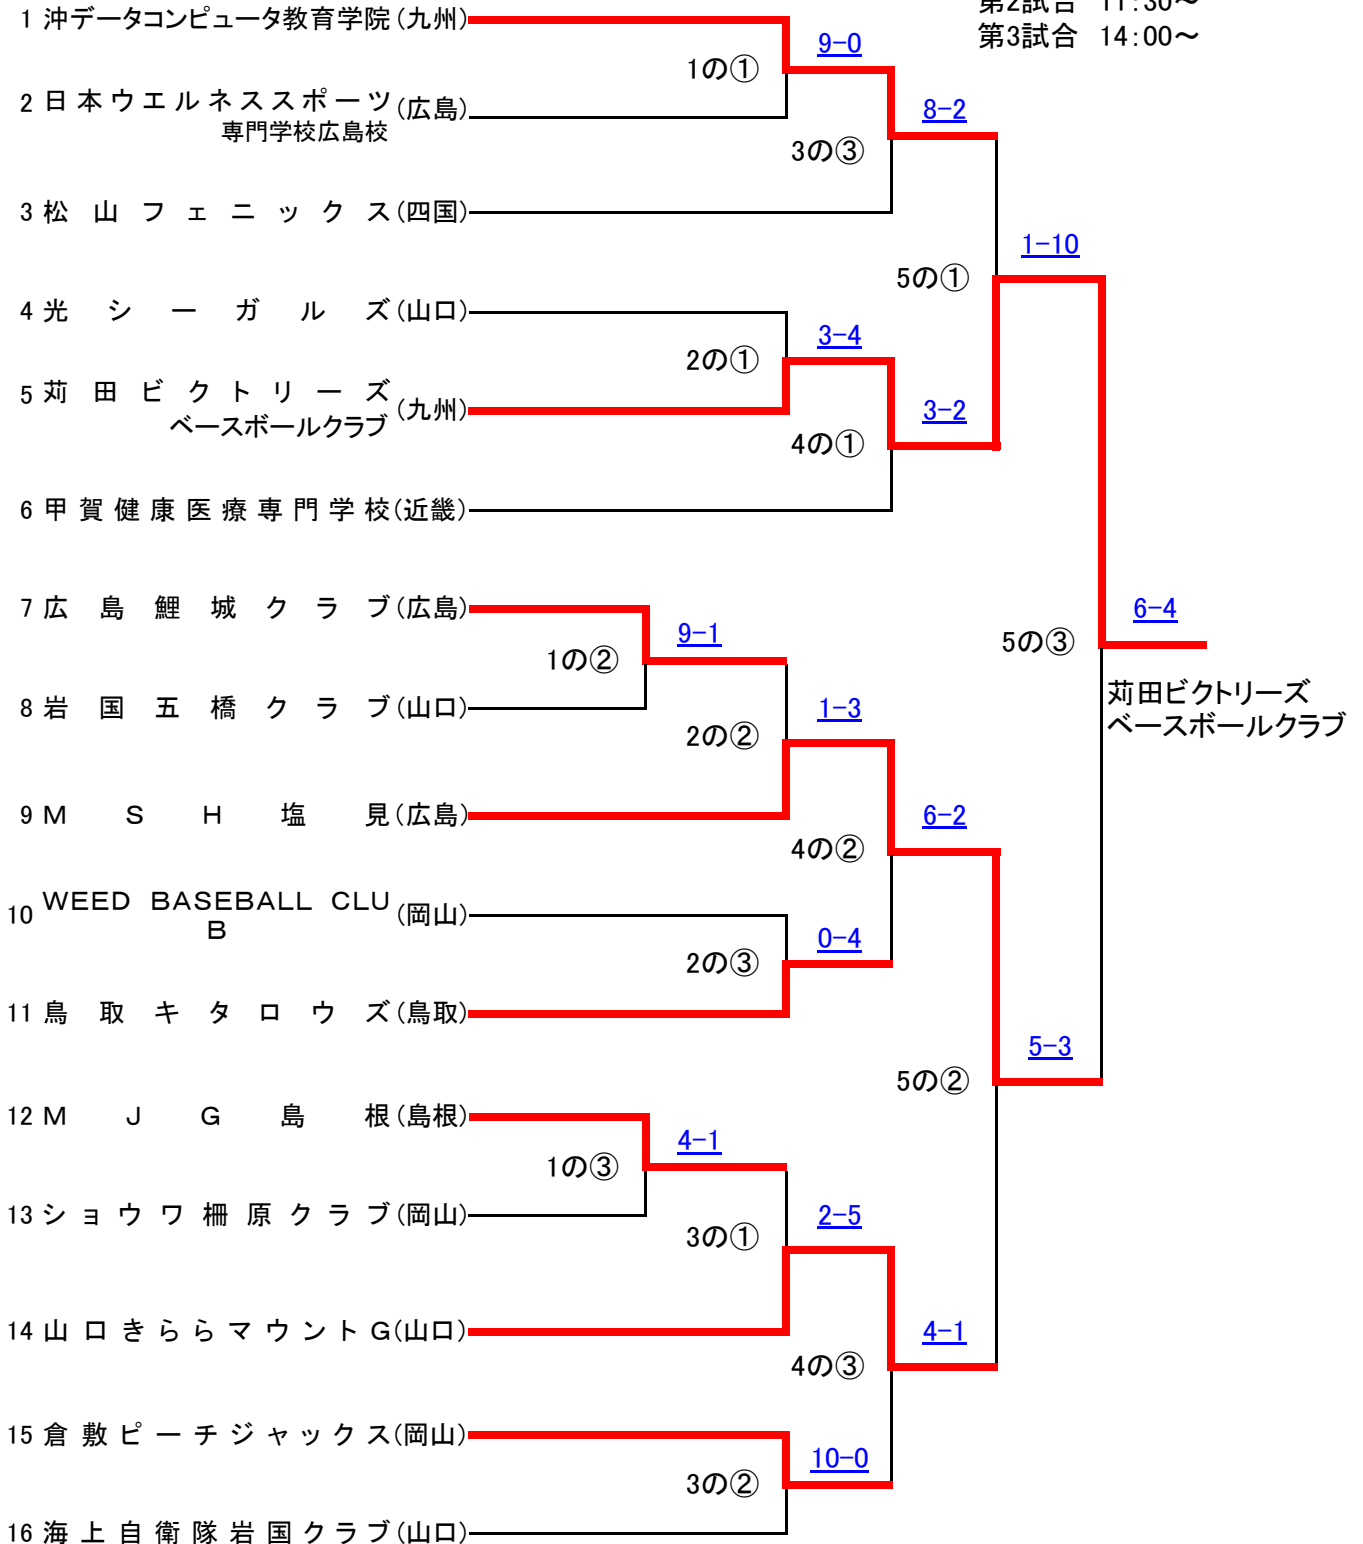 第2試合 11:30～
第3試合 14:00～
1 沖データコンピュータ教育学院(九州)
9-0
1の①
2 日本ウエルネススポーツ(広島)
専門学校広島校
8-2
3の③
3 松山フェニックス(四国)
1-10
5の①
4 光シーガルズ(山口)
3-4
2の①
5 苅田ビクトリーズ
ベースボールクラブ(九州)
3-2
4の①
6 甲賀健康医療専門学校(近畿)
7 広島鯉城クラブ(広島)
9-1
1の②
6-4
5の③
8 岩国五橋クラブ(山口)
1-3
2の②
苅田ビクトリーズ
ベースボールクラブ
9 MSH塩見(広島)
6-2
4の②
10 WEED BASEBALL CLU
B
(岡山)
0-4
2の③
11 鳥取キタロウズ(鳥取)
5-3
5の②
12 MJG島根(島根)
4-1
1の③
13 ショウワ柵原クラブ(岡山)
2-5
3の①
14 山口きららマウントG(山口)
4-1
4の③
15 倉敷ピーチジャックス(岡山)
10-0
3の②
16 海上自衛隊岩国クラブ(山口)